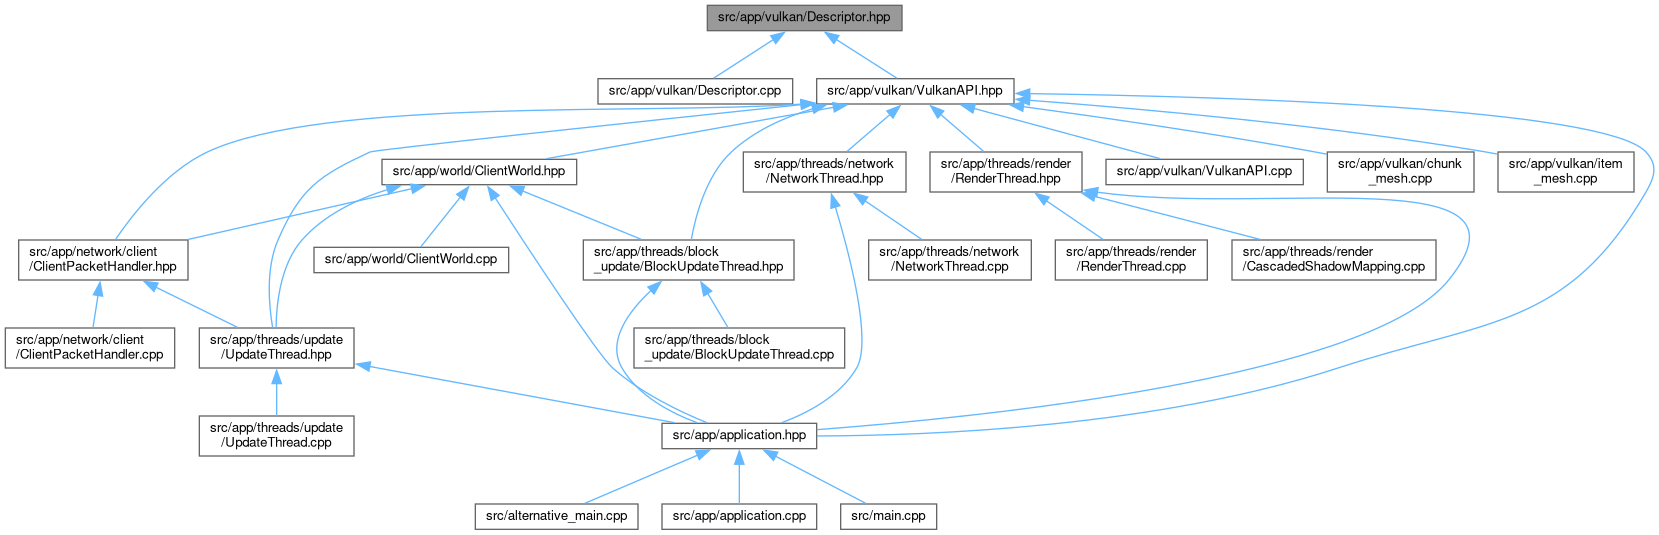 src/app/vulkan/Descriptor.hpp
src/app/vulkan/Descriptor.cpp
src/app/vulkan/VulkanAPI.hpp
src/app/world/ClientWorld.hpp
src/app/threads/network
/NetworkThread.hpp
src/app/threads/render
/RenderThread.hpp
src/app/vulkan/VulkanAPI.cpp
src/app/vulkan/chunk
_mesh.cpp
src/app/vulkan/item
_mesh.cpp
src/app/network/client
/ClientPacketHandler.hpp
src/app/world/ClientWorld.cpp
src/app/threads/block
_update/BlockUpdateThread.hpp
src/app/threads/network
/NetworkThread.cpp
src/app/threads/render
/RenderThread.cpp
src/app/threads/render
/CascadedShadowMapping.cpp
src/app/network/client
/ClientPacketHandler.cpp
src/app/threads/update
/UpdateThread.hpp
src/app/threads/block
_update/BlockUpdateThread.cpp
src/app/threads/update
/UpdateThread.cpp
src/app/application.hpp
src/alternative_main.cpp
src/app/application.cpp
src/main.cpp